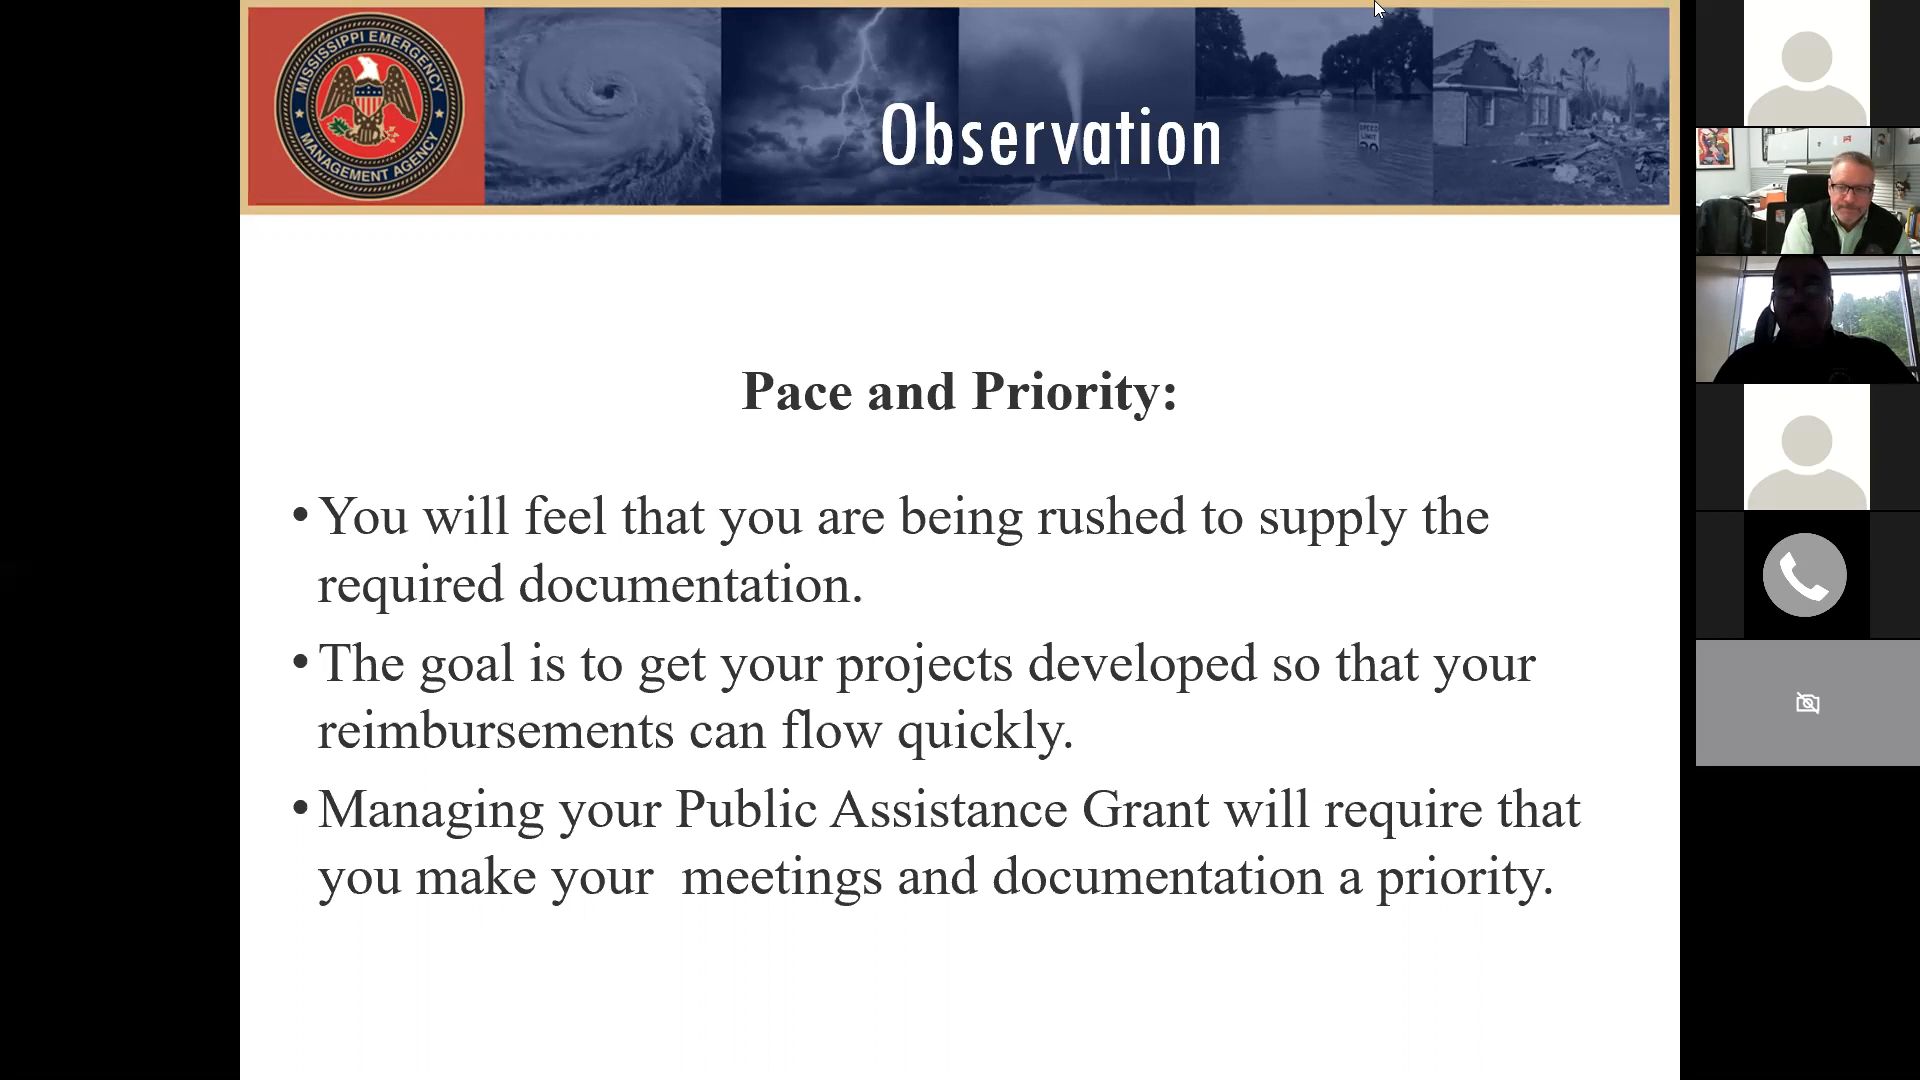 MISSISSIPPI EMERGENCY
MANAGEMENT AGENCY
Observation
SPEED
LIMIT
Pace and Priority:
• You will feel that you are being rushed to supply the
required documentation.
• The goal is to get your projects developed so that your
reimbursements can flow quickly.
• Managing your Public Assistance Grant will require that
you make your  meetings and documentation a priority.